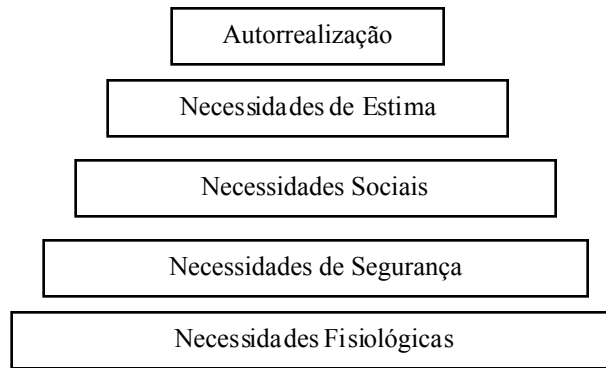 Autorrealização
Necessidades de Estima
Necessidades Sociais
Necessidades de Segurança
Necessidades Fisiológicas